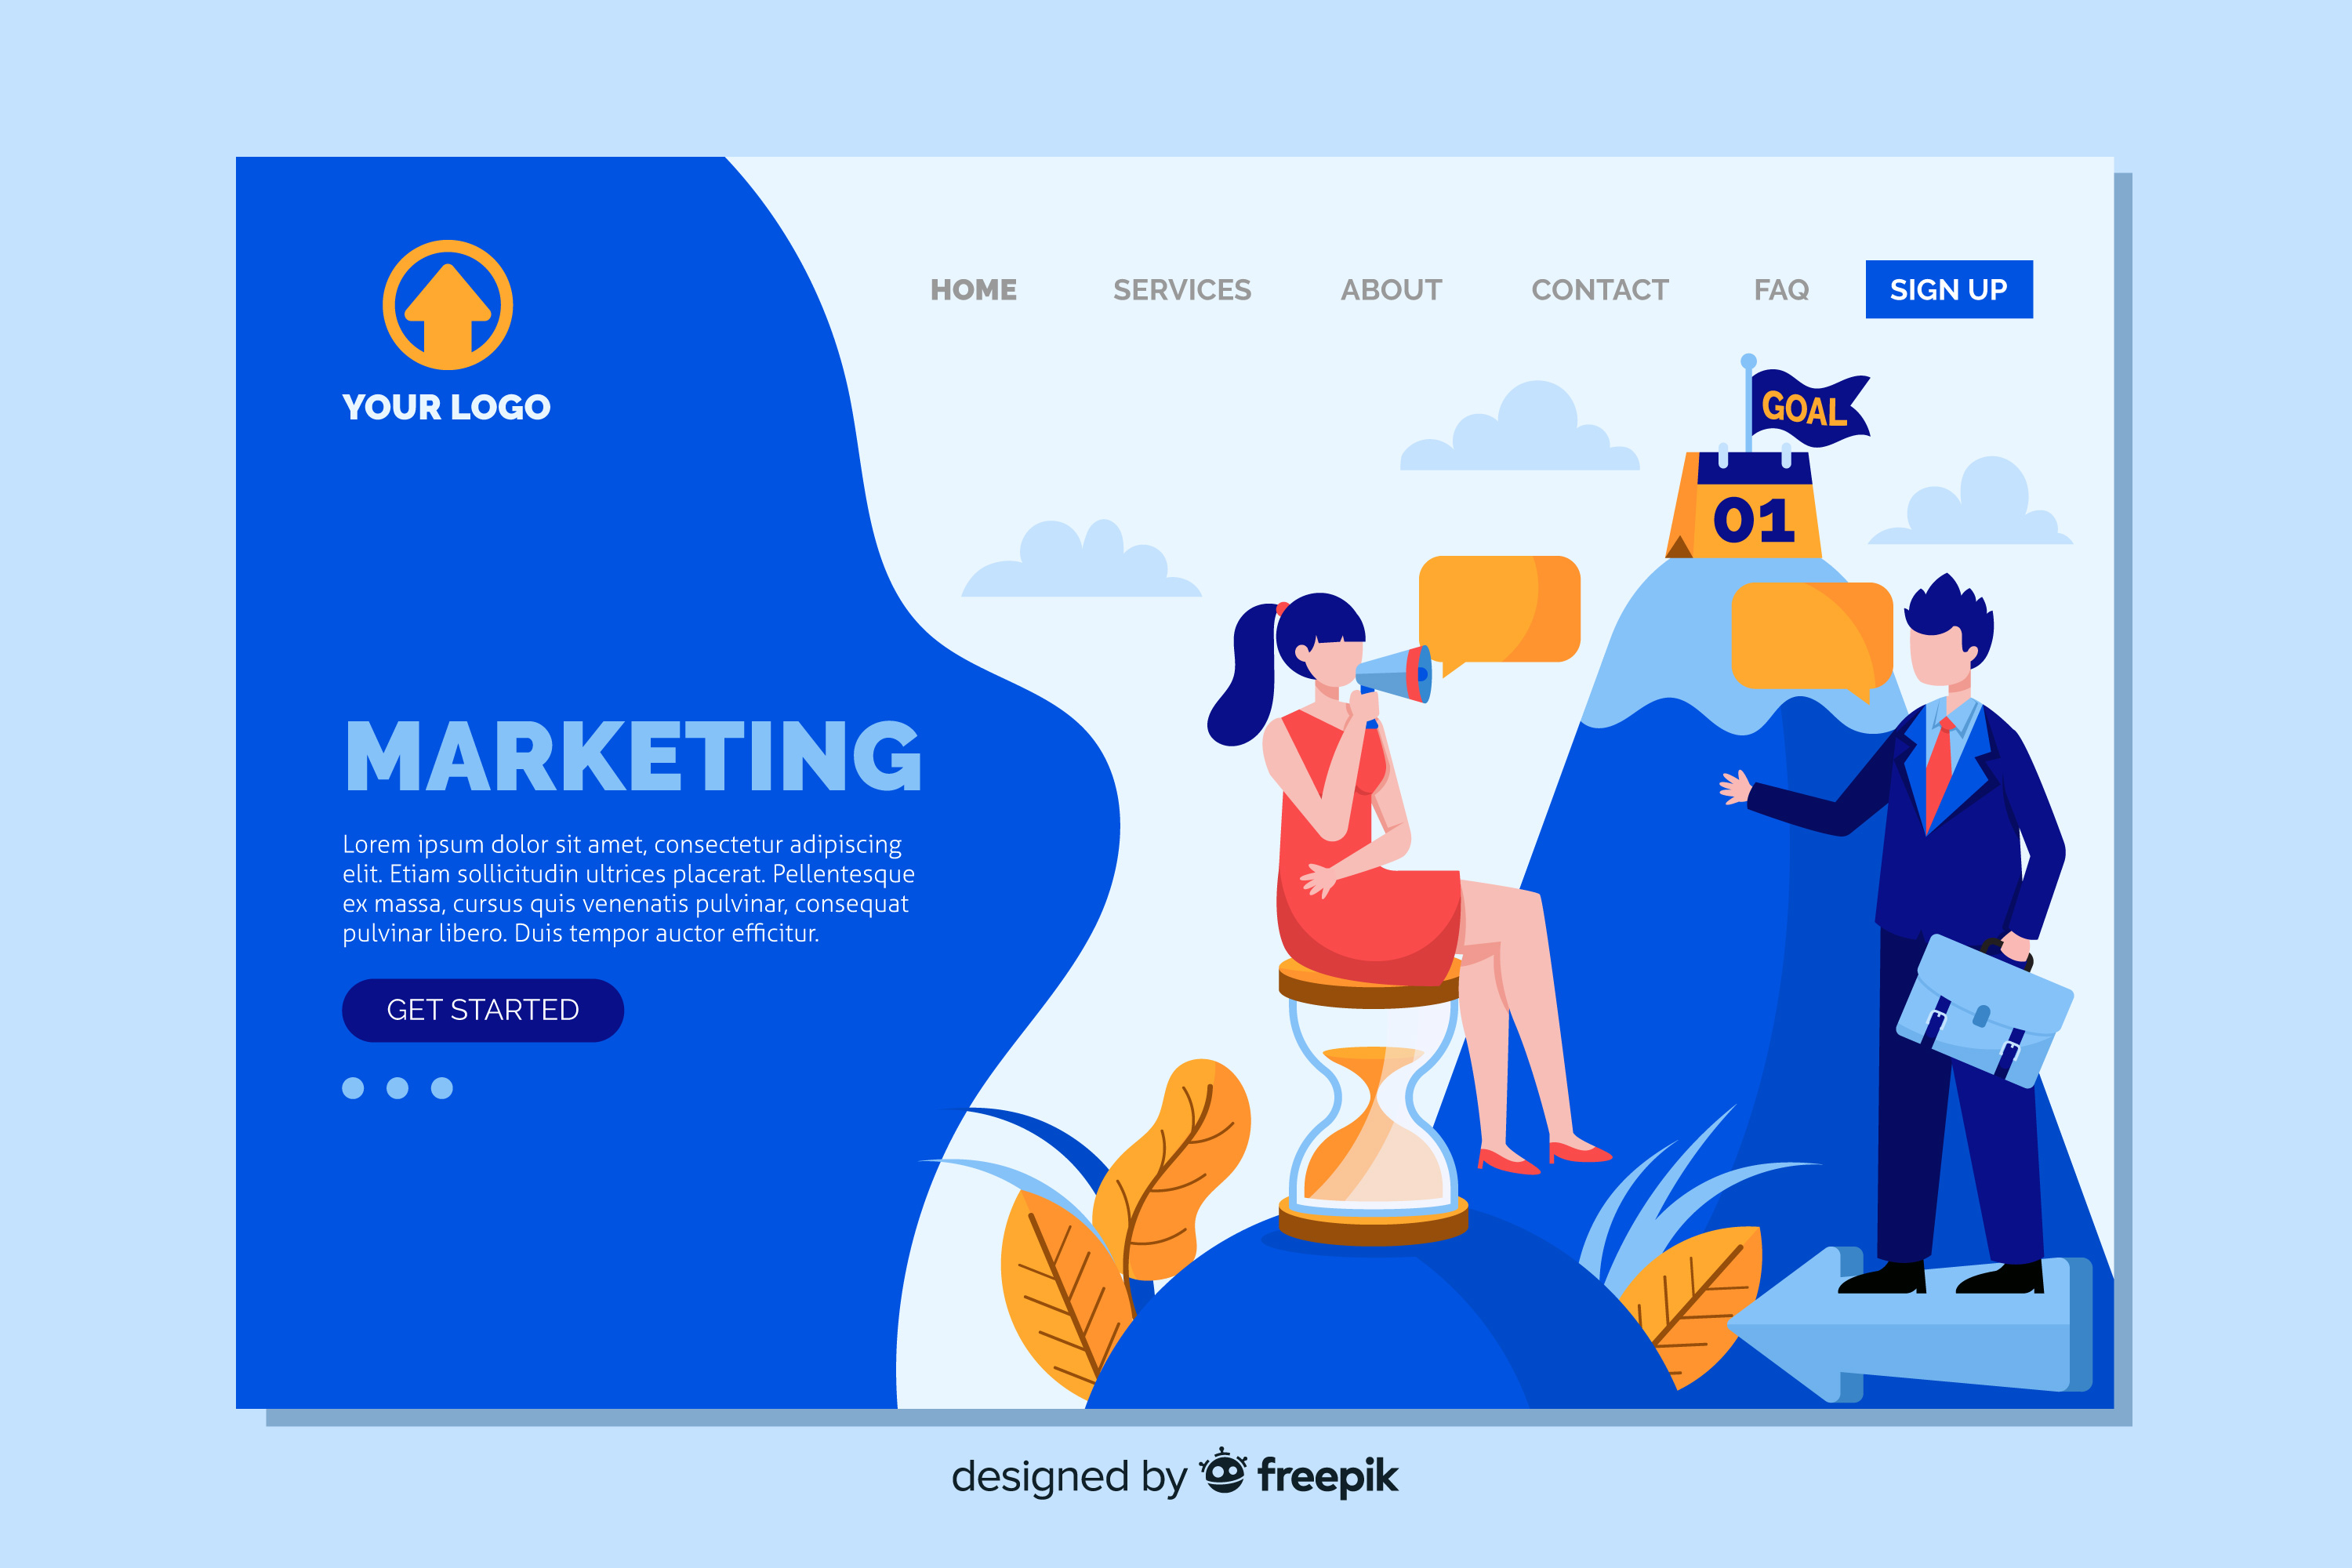 YOUR LOGO
HOME SERVICES ABOUT CONTACT FAQ SIGN UP
GOAL
01
MARKETING
Lorem ipsum dolor sit amet, consectetur adipiscing
elit. Etiam sollicitudin ultrices placerat. Pellentesque
ex massa, cursus quis venenatis pulvinar, consequat
pulvinar libero. Duis tempor auctor efficitur.
GET STARTED
designed by freepik